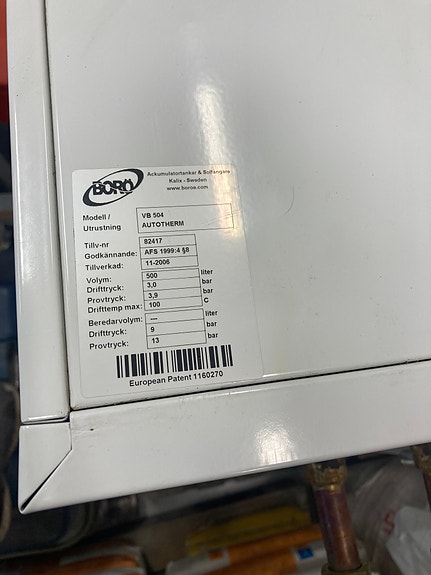 BORÖ
Ackumulatortankar & Solfångare
Kalix - Sweden
www.boroe.com
Modell / VB 504
Utrustning AUTOTHERM
Tillv-nr 82417
Godkännande: AFS 1999:4 §8
Tillverkad: 11-2006
Volym: 500 liter
Drifttryck: 3,0 bar
Provtryck: 3,9 bar
Drifttemp max: 100 C
Beredarvolym: --- liter
Drifttryck: 9 bar
Provtryck: 13 bar
European Patent 1160270